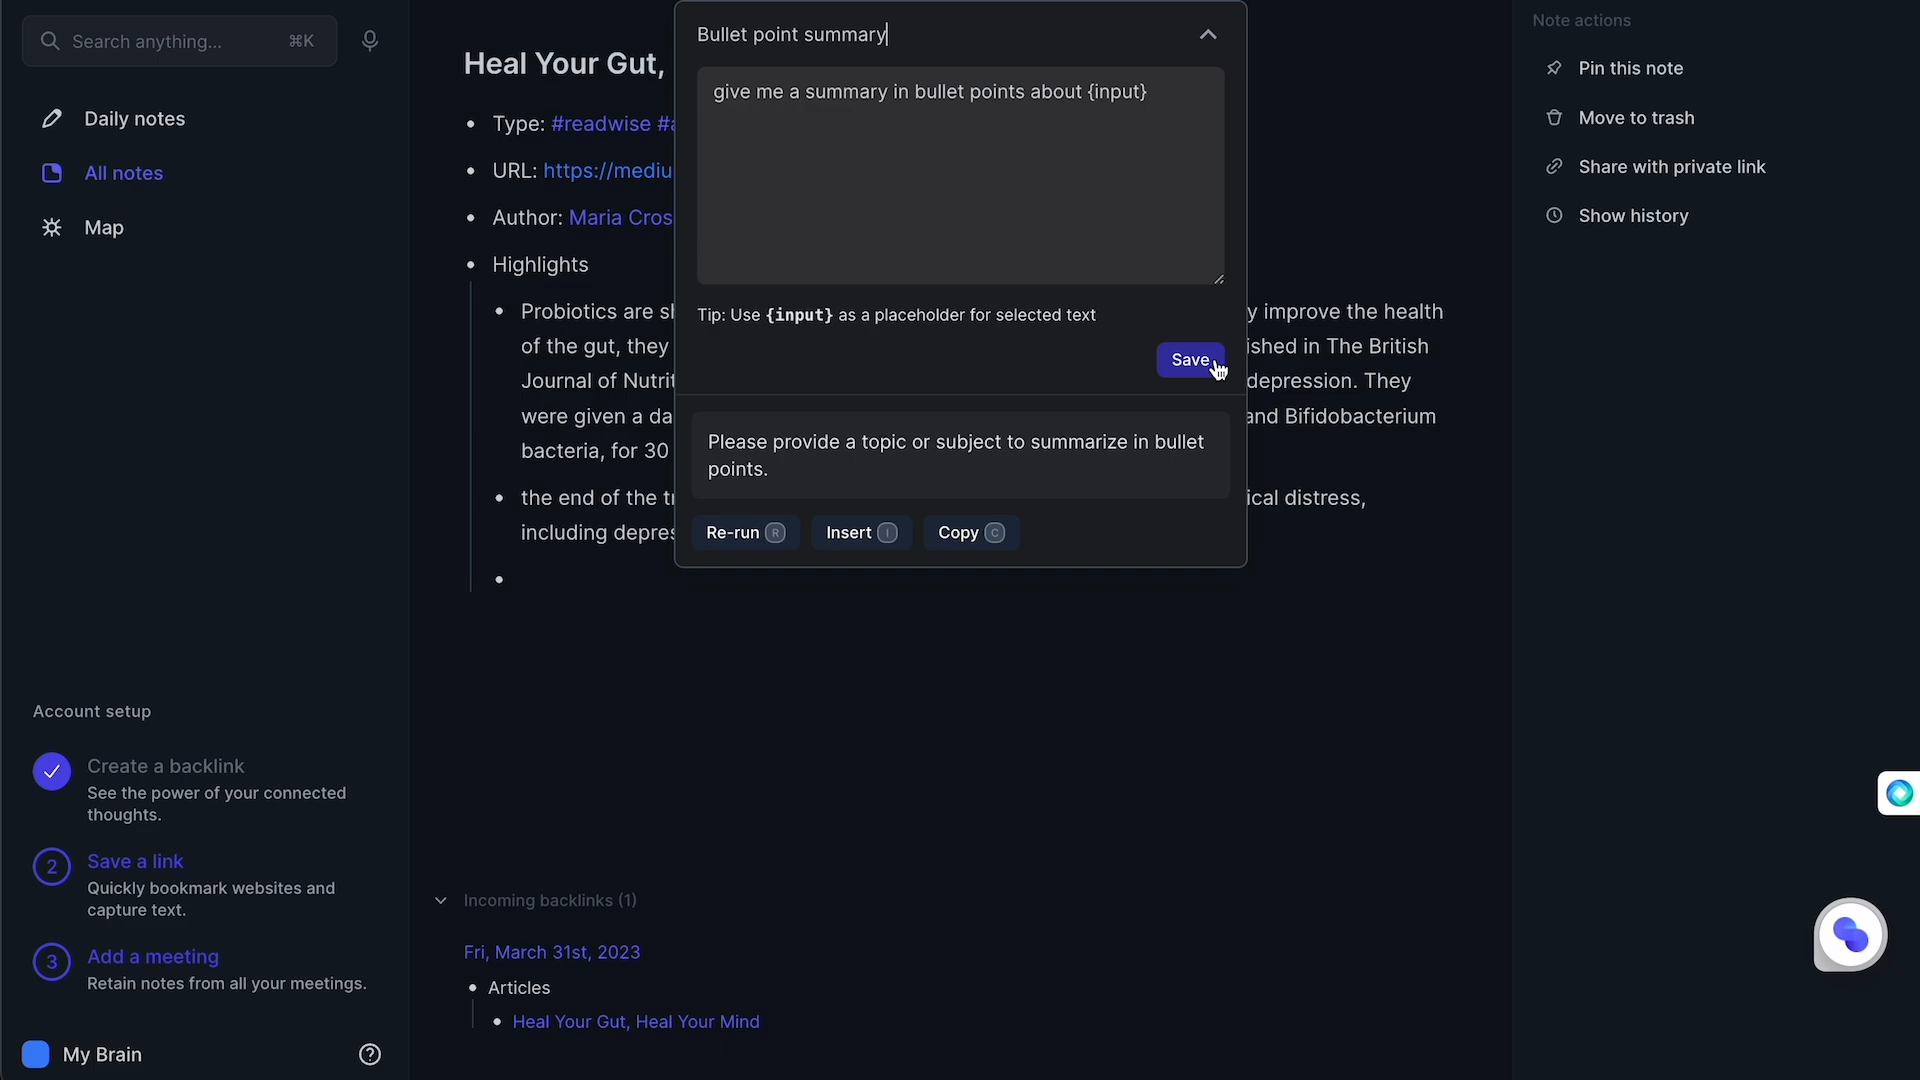 Search anything...
⌘K
Daily notes
All notes
Map
Account setup
Create a backlink
See the power of your connected
thoughts.
2
Save a link
Quickly bookmark websites and
capture text.
3
Add a meeting
Retain notes from all your meetings.
My Brain
Heal Your Gut,
Type: #readwise
URL: https://mediu
Author: Maria Cros
Highlights
Probiotics are
y improve the health
of the gut, they
ished in The British
Journal of Nutrit
depression. They
were given a da
and Bifidobacterium
bacteria, for 30
the end of the
ical distress,
including depres
Bullet point summary
give me a summary in bullet points about {input}
Tip: Use {input} as a placeholder for selected text
Save
Please provide a topic or subject to summarize in bullet
points.
Re-run R
Insert I
Copy C
Incoming backlinks (1)
Fri, March 31st, 2023
Articles
Heal Your Gut, Heal Your Mind
Note actions
Pin this note
Move to trash
Share with private link
Show history